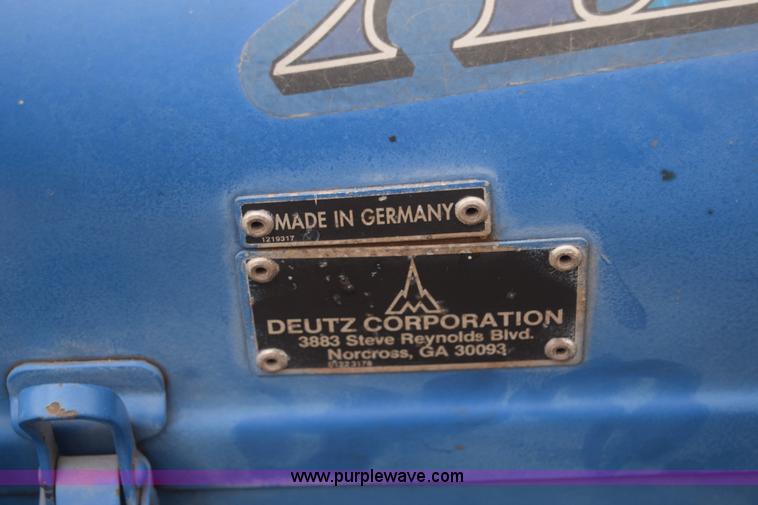 MADE IN GERMANY
1219317
DEUTZ CORPORATION
3883 Steve Reynolds Blvd.
Norcross, GA 30093
www.purplewave.com